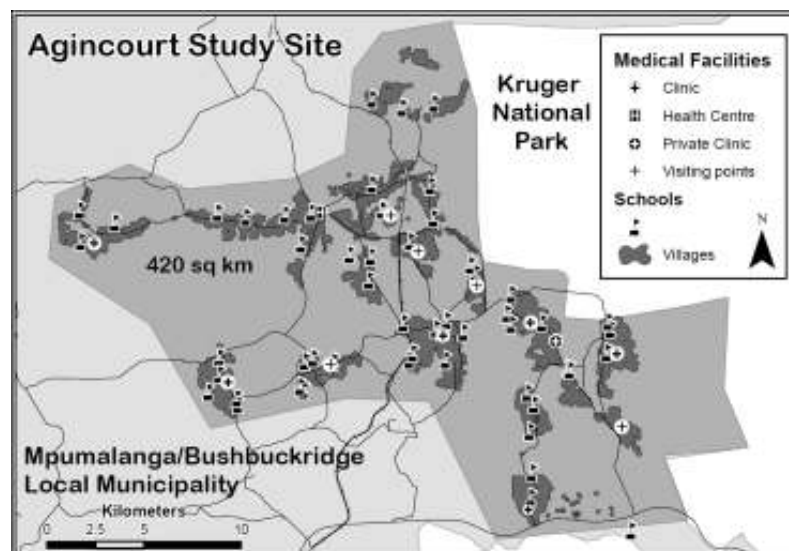 Agincourt Study Site
Kruger
National
Park
Medical Facilities
Clinic
Health Centre
Private Clinic
Visiting points
Schools
Villages
N
420 sq km
Mpumalanga/Bushbuckridge
Local Municipality
Kilometers
0 2.5 5 10